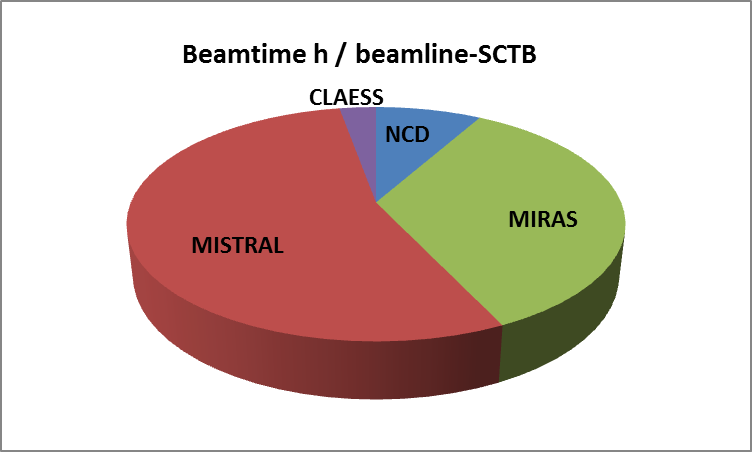 Beamtime h / beamline-SCTB
CLAESS
NCD
MIRAS
MISTRAL